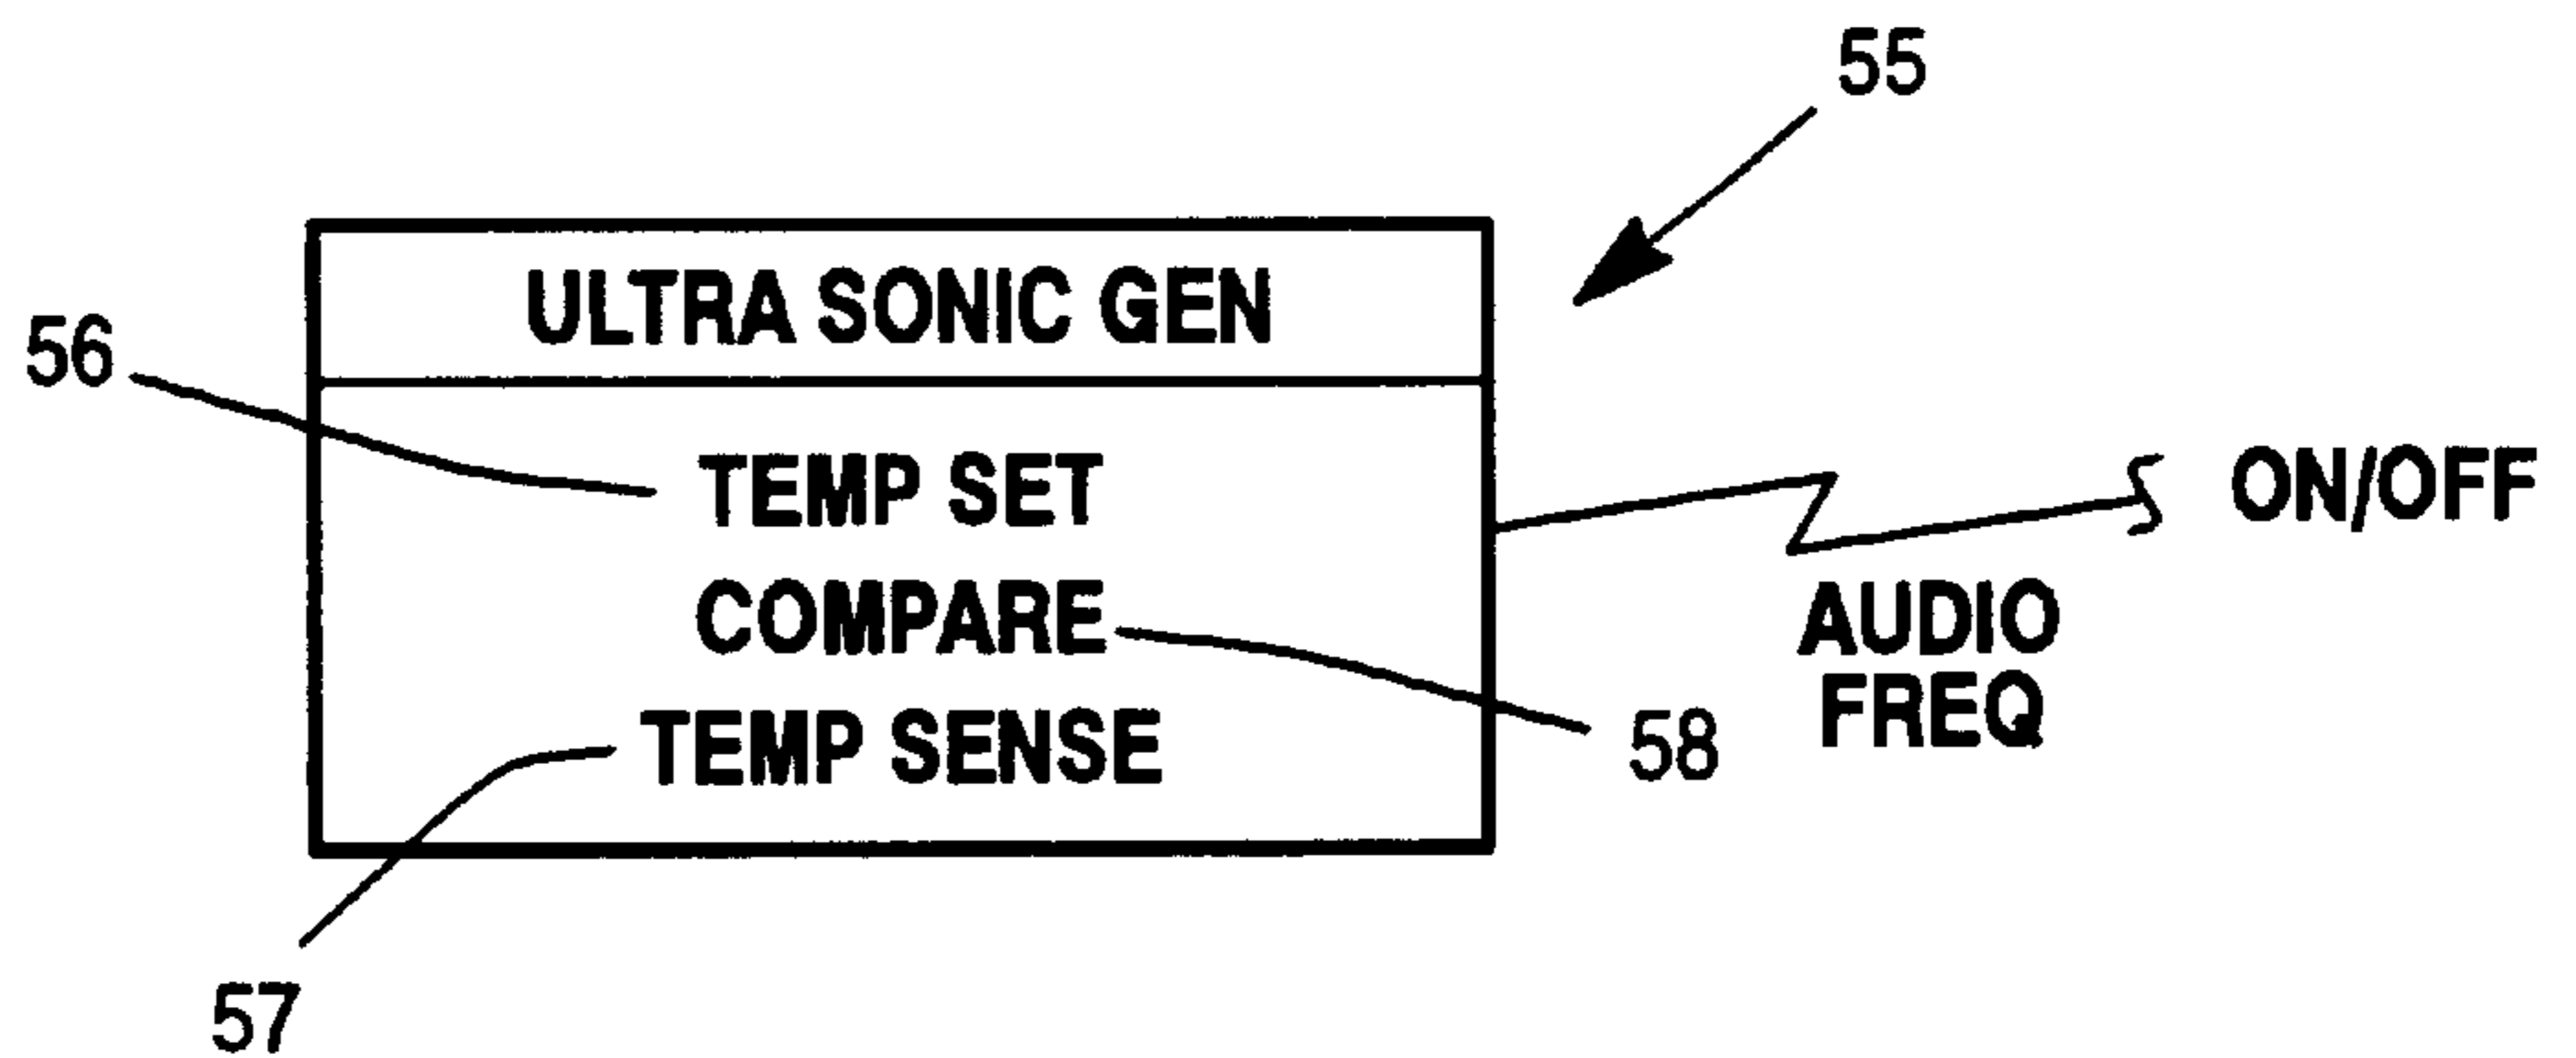 55
ULTRA SONIC GEN
56
TEMP SET
ON/OFF
COMPARE
AUDIO
FREQ
TEMP SENSE
58
57